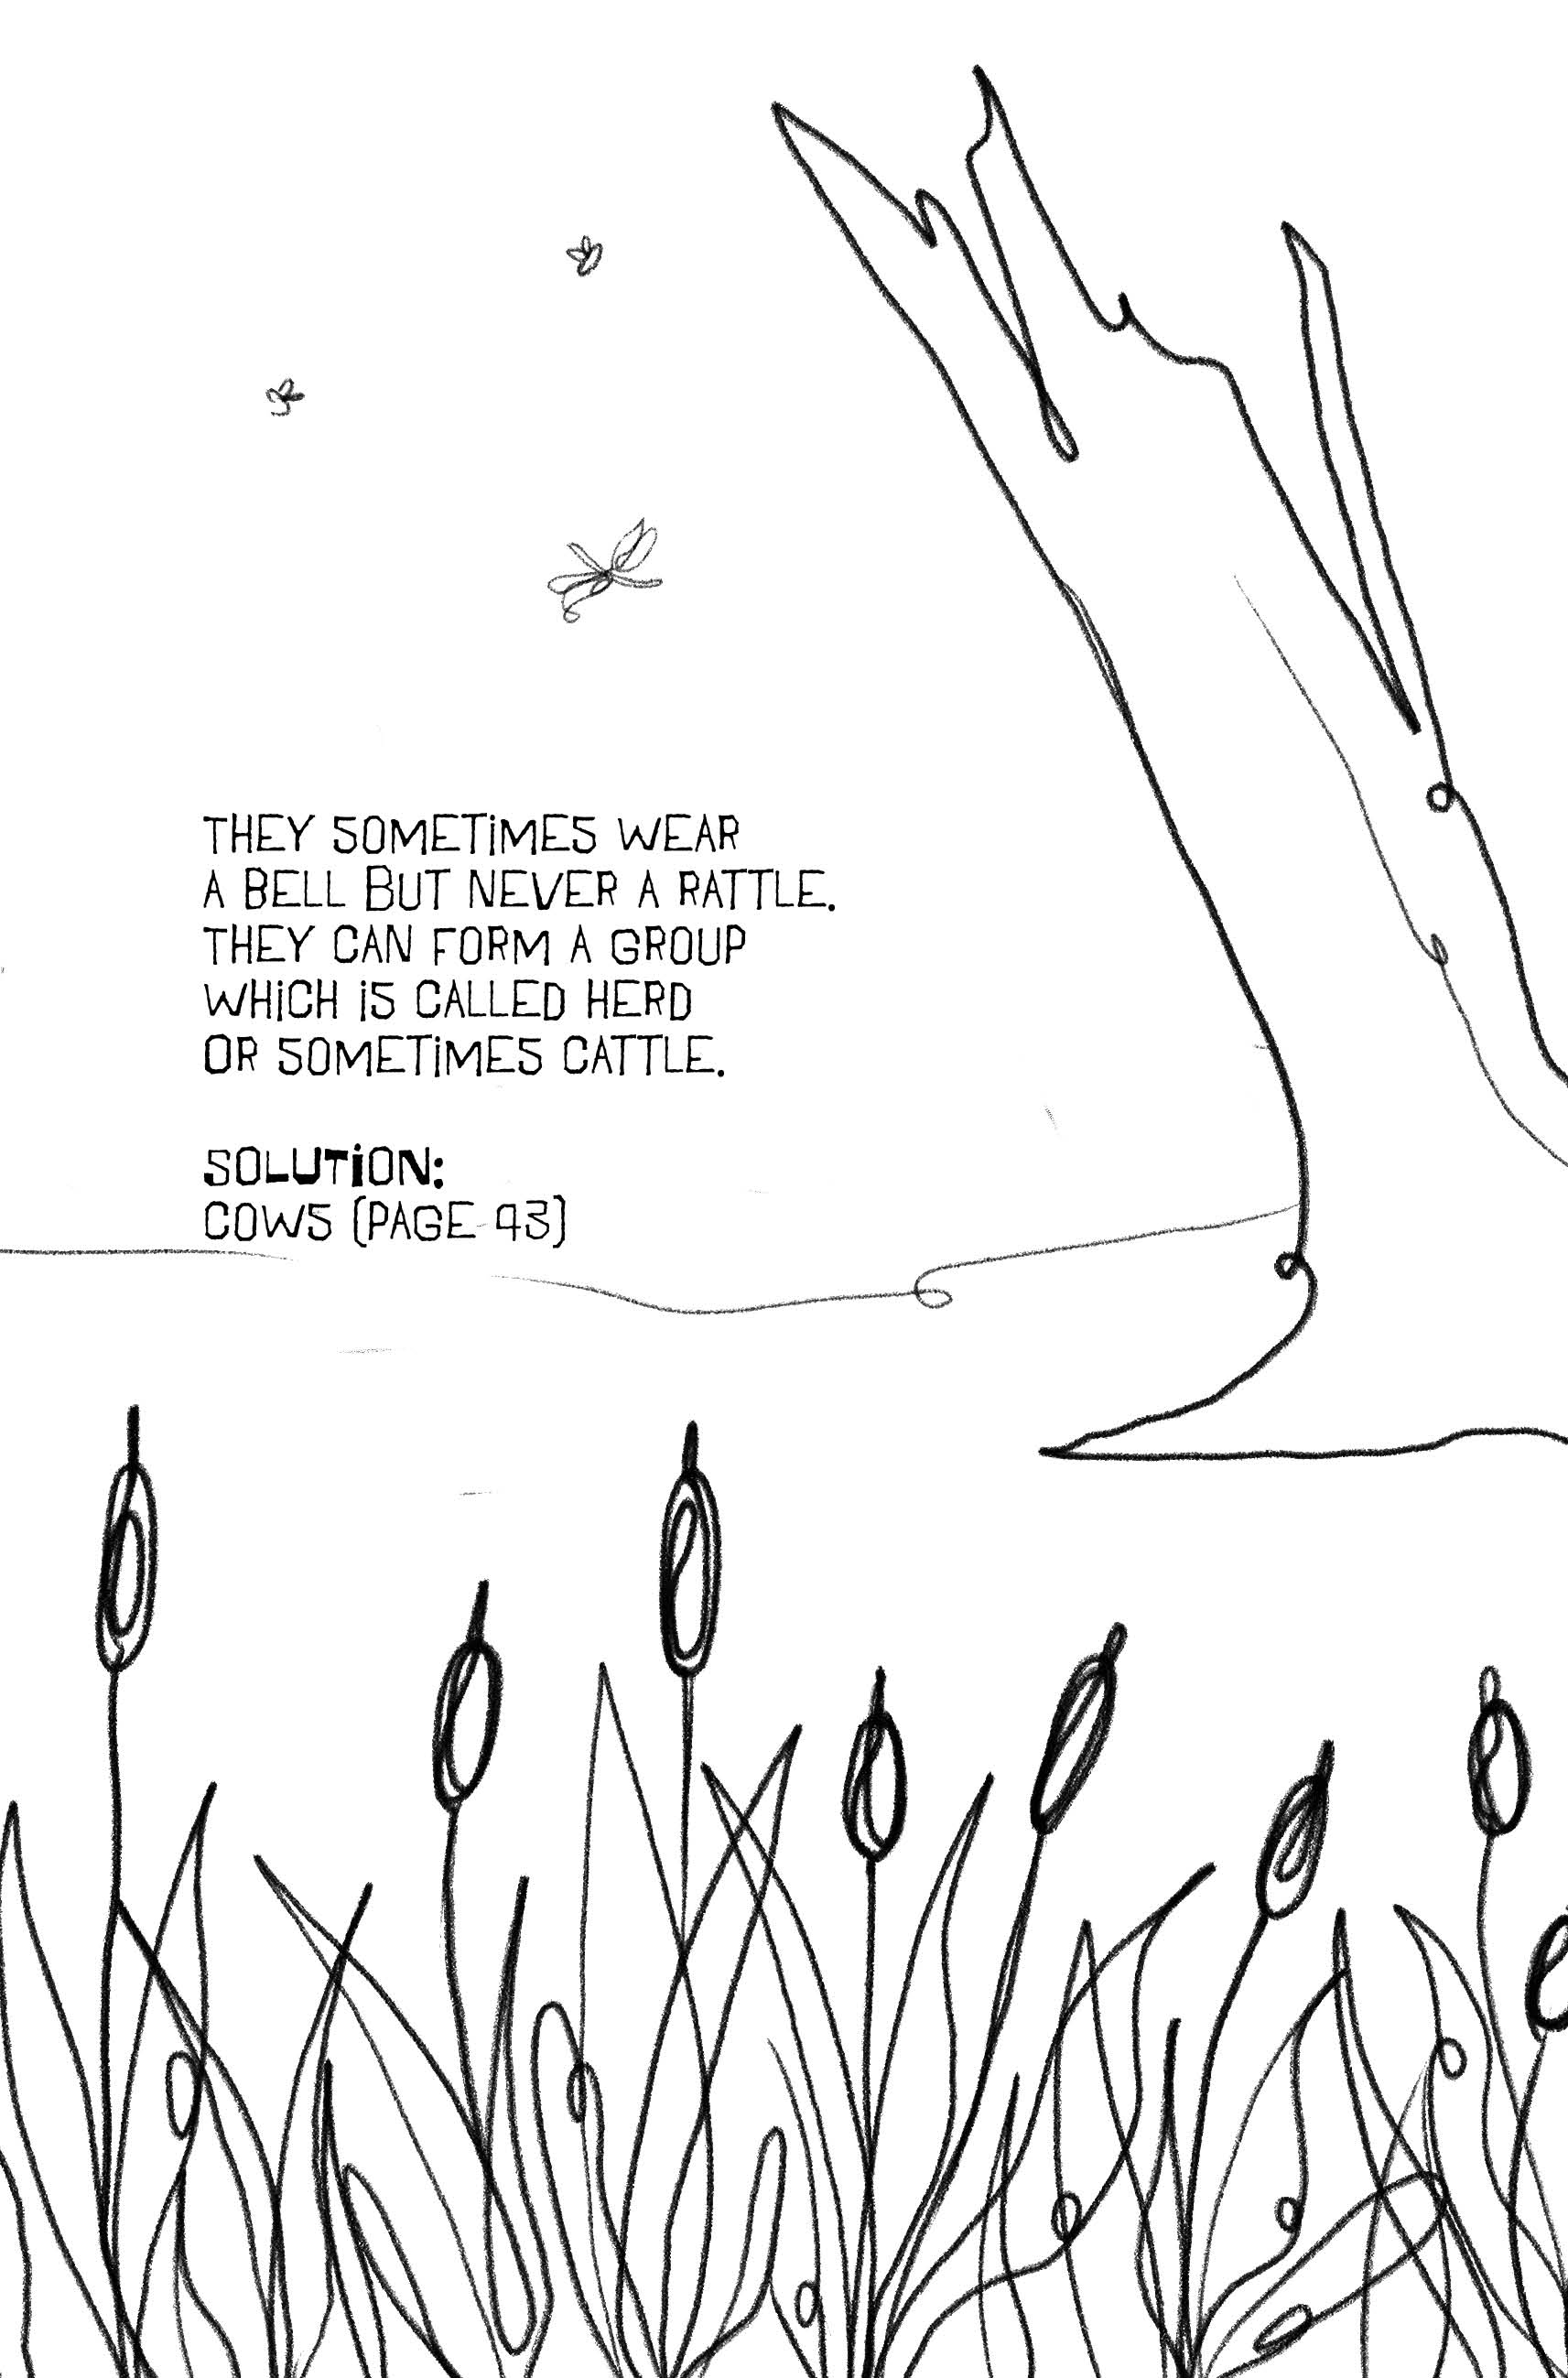 THEY SOMETiMES WEAR
A BELL BUT NEVER A RATTLE.
THEY CAN FORM A GROUP
WHiCH iS CALLED HERD
OR SOMETiMES CATTLE.
SOLUTiON:
COWS (PAGE 93)